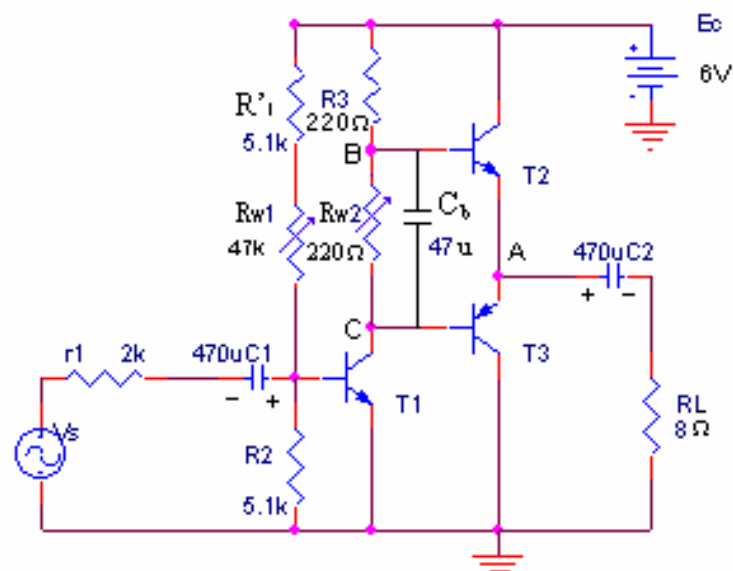 Ec
+
-
6V
R'1
5.1k
R3
220Ω
B
T2
Rw1
47k
Rw2
220Ω
Cb
47u
A
470uC2
+
-
C
T3
r1
2k
470uC1
-
+
T1
RL
8Ω
Vs
R2
5.1k